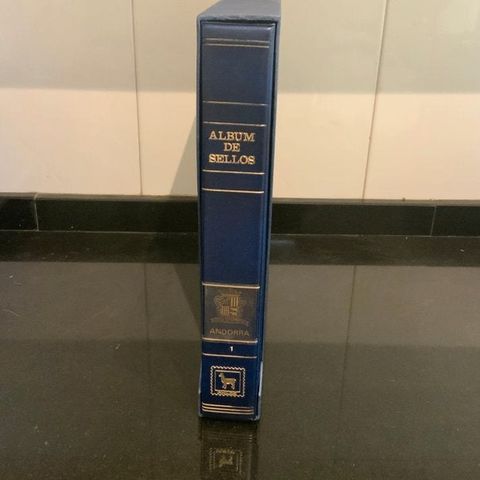 ALBUM
DE
SELLOS
ANDORRA
1